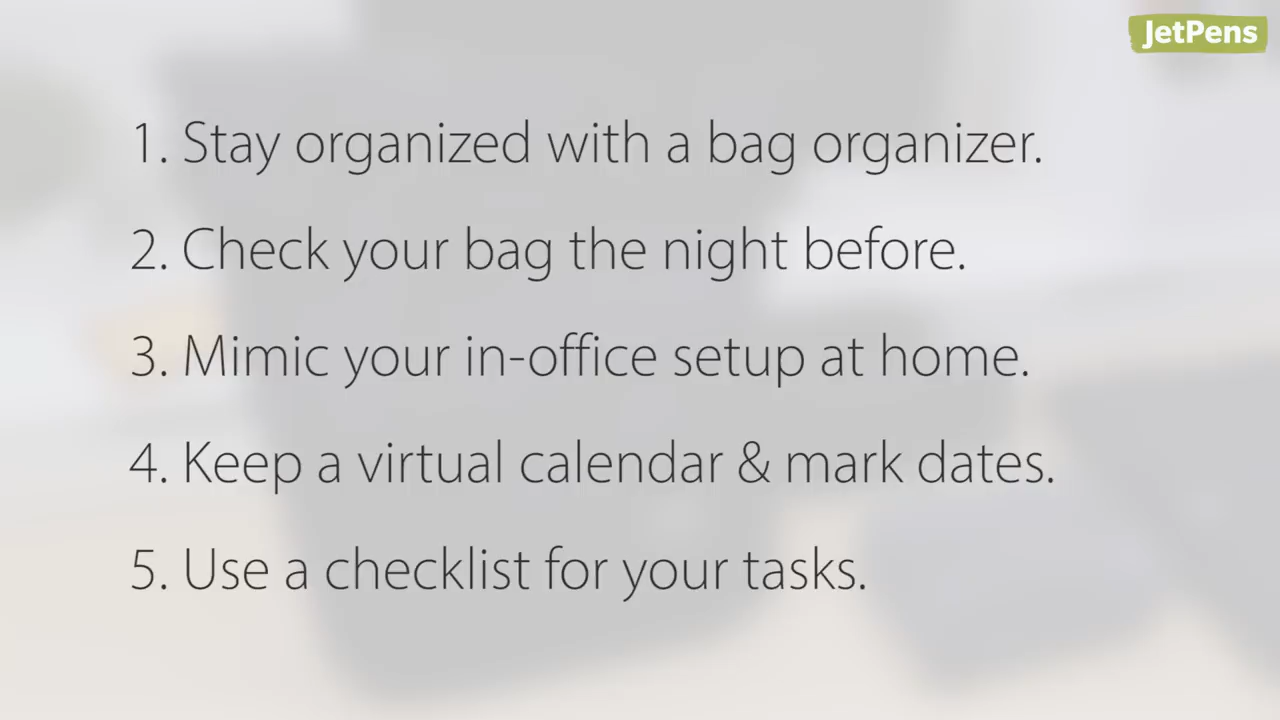 JetPens
1. Stay organized with a bag organizer.
2. Check your bag the night before.
3. Mimic your in-office setup at home.
4. Keep a virtual calendar & mark dates.
5. Use a checklist for your tasks.